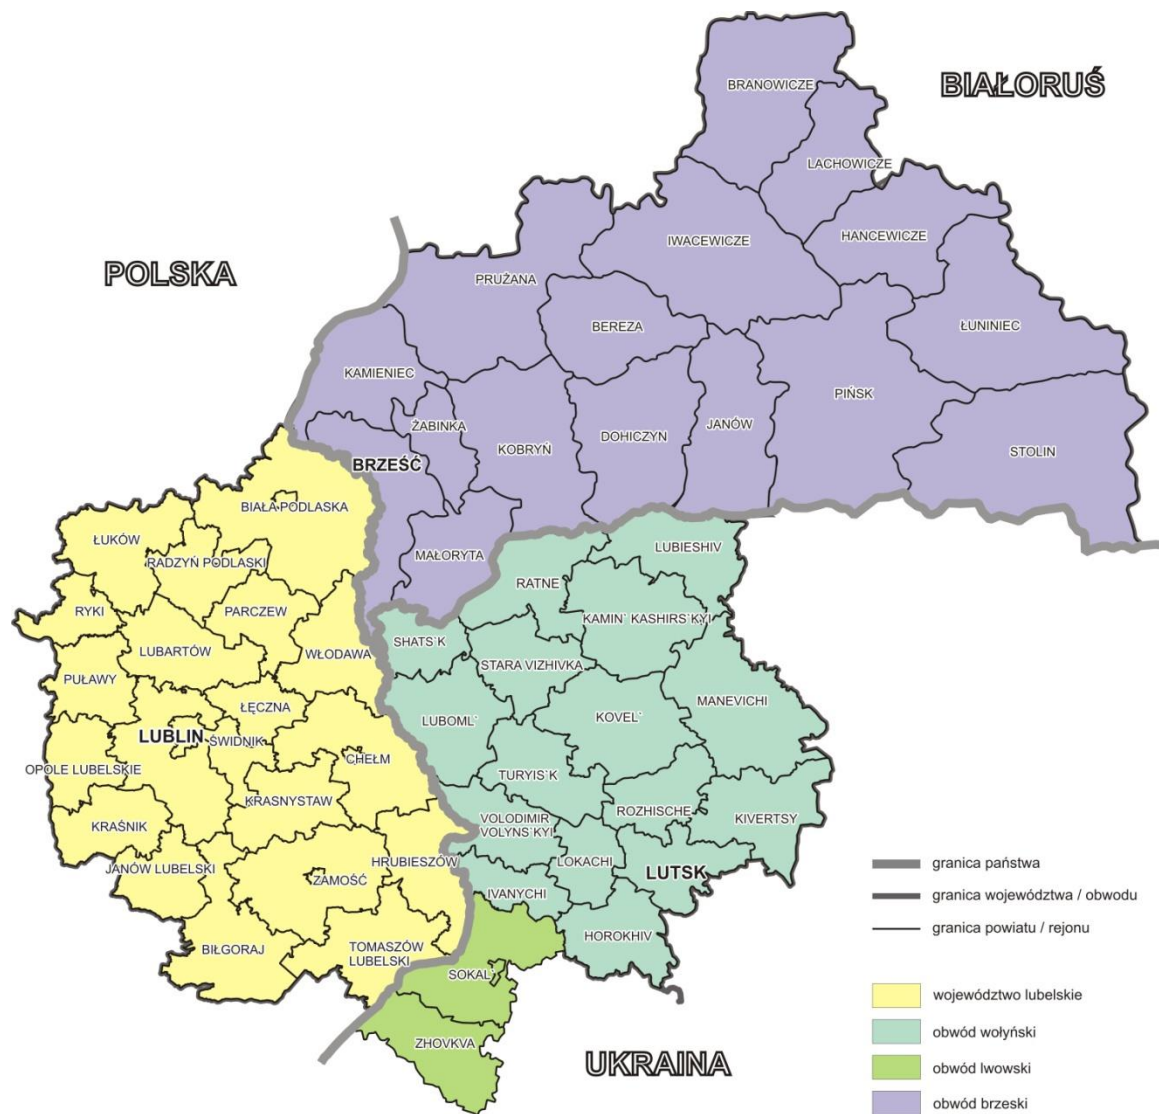 BIAŁORUŚ
POLSKA
UKRAINA
BRANOWICZE
LACHOWICZE
HANCEWICZE
IWACEWICZE
PRUŻANA
BEREZA
ŁUNINIEC
KAMIENIEC
PIŃSK
ŻABINKA
KOBRYŃ
DOHICZYN
JANÓW
STOLIN
BRZEŚĆ
MAŁORYTA
BIAŁA PODLASKA
ŁUKÓW
RADZYŃ PODLASKI
RYKI
PARCZEW
LUBARTÓW
WŁODAWA
PUŁAWY
ŁĘCZNA
LUBLIN
ŚWIDNIK
CHEŁM
OPOLE LUBELSKIE
KRASNYSTAW
KRAŚNIK
JANÓW LUBELSKI
ZAMOŚĆ
HRUBIESZÓW
BIŁGORAJ
TOMASZÓW
LUBELSKI
LUBIESHIV
RATNE
KAMIN` KASHIRS`KYI
SHATS`K
STARA VIZHIVKA
MANEVICHI
LUBOML`
KOVEL`
TURYIS`K
VOLODIMIR
VOLYNS`KYI
ROZHISCHE
KIVERTSY
LOKACHI
LUTSK
IVANYCHI
HOROKHIV
SOKAL`
ZHOVKVA
granica państwa
granica województwa / obwodu
granica powiatu / rejonu
województwo lubelskie
obwód wołyński
obwód lwowski
obwód brzeski